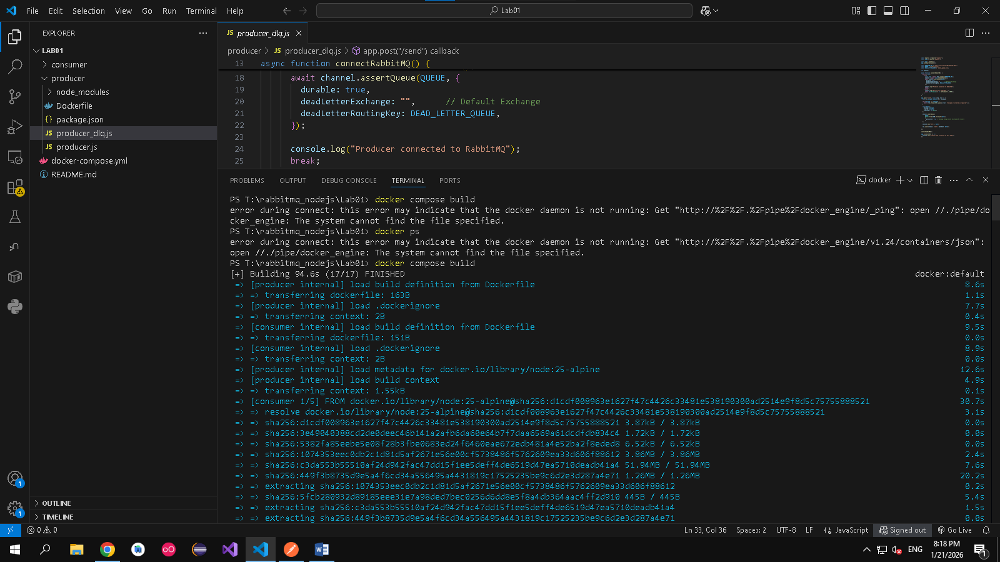 File Edit Selection View Go Run Terminal Help
Lab01
EXPLORER
LAB01
consumer
producer
node_modules
Dockerfile
package.json
JS producer_dlq.js
JS producer.js
docker-compose.yml
README.md
OUTLINE
TIMELINE
JS producer_dlq.js
producer > JS producer_dlq.js > app.post("/send") callback
13 async function connectRabbitMQ() {
18 await channel.assertQueue(QUEUE, {
19 durable: true,
20 deadLetterExchange: "", // Default Exchange
21 deadLetterRoutingKey: DEAD_LETTER_QUEUE,
22 });
23
24 console.log("Producer connected to RabbitMQ");
25 break;
PROBLEMS OUTPUT DEBUG CONSOLE TERMINAL PORTS
docker
PS T:\rabbitmq_nodejs\Lab01> docker compose build
error during connect: this error may indicate that the docker daemon is not running: Get "http://%2F%2F.%2Fpipe%2Fdocker_engine/_ping": open //./pipe/do
cker_engine: The system cannot find the file specified.
PS T:\rabbitmq_nodejs\Lab01> docker ps
error during connect: this error may indicate that the docker daemon is not running: Get "http://%2F%2F.%2Fpipe%2Fdocker_engine/v1.24/containers/json":
open //./pipe/docker_engine: The system cannot find the file specified.
PS T:\rabbitmq_nodejs\Lab01> docker compose build
[+] Building 94.6s (17/17) FINISHED docker:default
=> [producer internal] load build definition from Dockerfile 8.6s
=> => transferring dockerfile: 163B 1.1s
=> [producer internal] load .dockerignore 7.7s
=> => transferring context: 2B 0.4s
=> [consumer internal] load build definition from Dockerfile 9.5s
=> => transferring dockerfile: 151B 0.0s
=> [consumer internal] load .dockerignore 8.9s
=> => transferring context: 2B 0.0s
=> [producer internal] load metadata for docker.io/library/node:25-alpine 12.6s
=> [producer internal] load build context 4.9s
=> => transferring context: 1.55kB 0.1s
=> [consumer 1/5] FROM docker.io/library/node:25-alpine@sha256:d1cdf008963e1627f47c4426c33481e538190300ad2514e9f8d5c75755888521 30.7s
=> => resolve docker.io/library/node:25-alpine@sha256:d1cdf008963e1627f47c4426c33481e538190300ad2514e9f8d5c75755888521 3.1s
=> => sha256:d1cdf008963e1627f47c4426c33481e538190300ad2514e9f8d5c75755888521 3.87kB / 3.87kB 0.0s
=> => sha256:3e49040388cd2de0deec46b141a2afb6da60e64b7f7daa6569a61dcdfdb834c4 1.72kB / 1.72kB 0.0s
=> => sha256:5382fa85eebe5e08f28b3fbe0683ed24f6460eae672edb481a4e52ba2f8eded8 6.52kB / 6.52kB 0.0s
=> => sha256:1074353eec0db2c1d81d5af2671e56e00cf5738486f5762609ea33d606f88612 3.86MB / 3.86MB 2.4s
=> => sha256:c3da553b55510af24d942fac47dd15f1ee5deff4de6519d47ea5710deadb41a4 51.94MB / 51.94MB 7.6s
=> => sha256:449f3b8735d9e5a4f6cd34a556495a4431819c17525235be9c6d2e3d287a4e71 1.26MB / 1.26MB 20.2s
=> => extracting sha256:1074353eec0db2c1d81d5af2671e56e00cf5738486f5762609ea33d606f88612 0.2s
=> => sha256:5fcb280932d89185eee31e7a98ded7bec0256d6dd8e5f8a4db364aac4ff2d910 445B / 445B 5.4s
=> => extracting sha256:c3da553b55510af24d942fac47dd15f1ee5deff4de6519d47ea5710deadb41a4 1.5s
=> => extracting sha256:449f3b8735d9e5a4f6cd34a556495a4431819c17525235be9c6d2e3d287a4e71 0.0s
0 0 Ln 33, Col 36 Spaces: 2 UTF-8 LF JavaScript Signed out Go Live
ENG 8:18 PM
1/21/2026